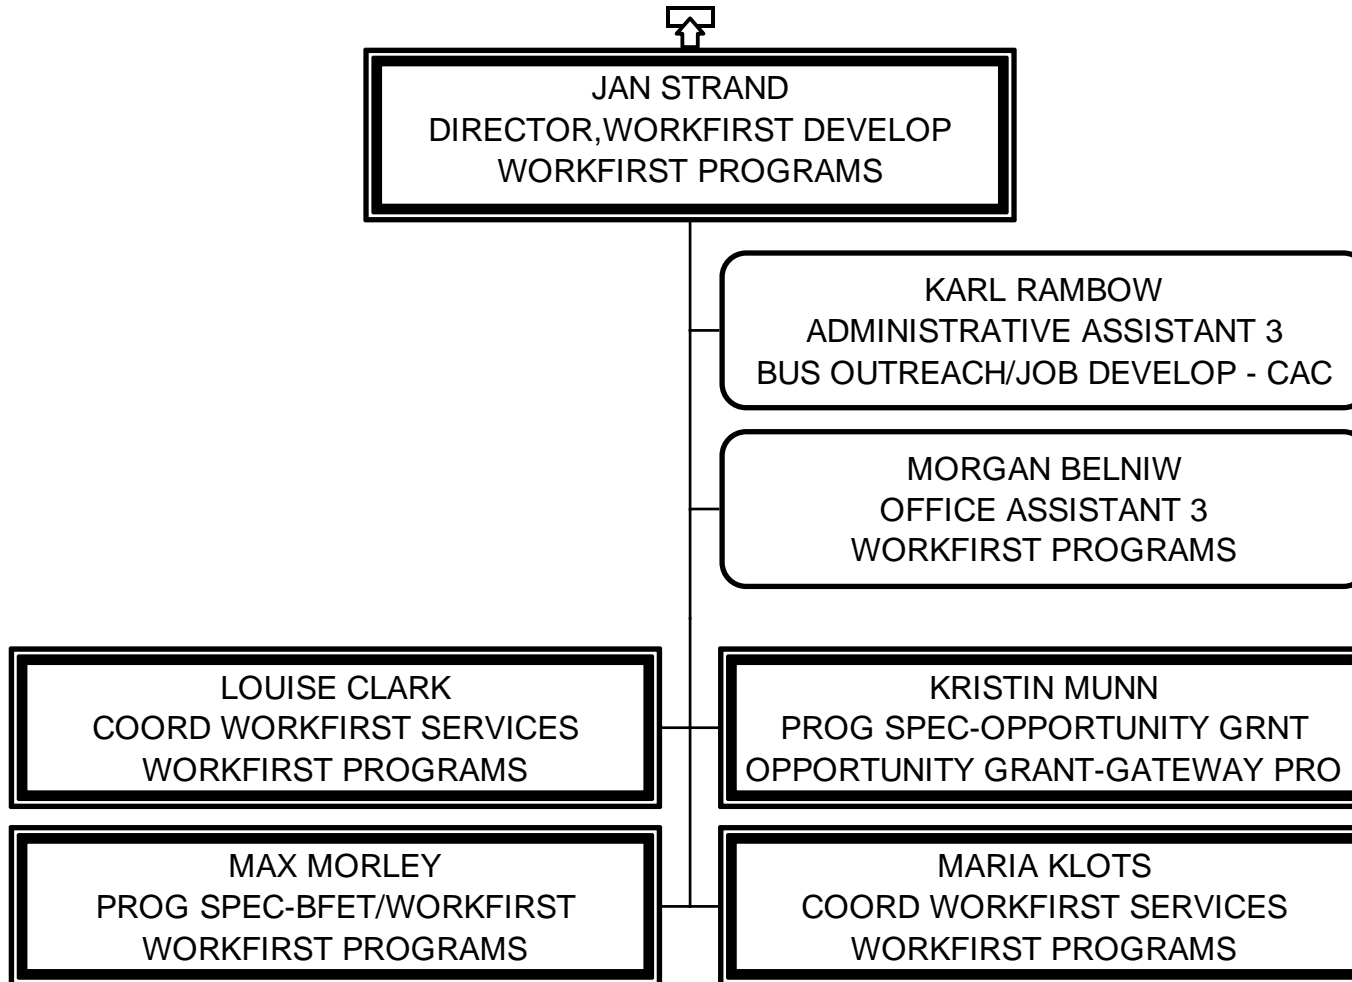 JAN STRAND
DIRECTOR,WORKFIRST DEVELOP
WORKFIRST PROGRAMS
KARL RAMBOW
ADMINISTRATIVE ASSISTANT 3
BUS OUTREACH/JOB DEVELOP - CAC
MORGAN BELNIW
OFFICE ASSISTANT 3
WORKFIRST PROGRAMS
LOUISE CLARK
COORD WORKFIRST SERVICES
WORKFIRST PROGRAMS
KRISTIN MUNN
PROG SPEC-OPPORTUNITY GRNT
OPPORTUNITY GRANT-GATEWAY PRO
MAX MORLEY
PROG SPEC-BFET/WORKFIRST
WORKFIRST PROGRAMS
MARIA KLOTS
COORD WORKFIRST SERVICES
WORKFIRST PROGRAMS